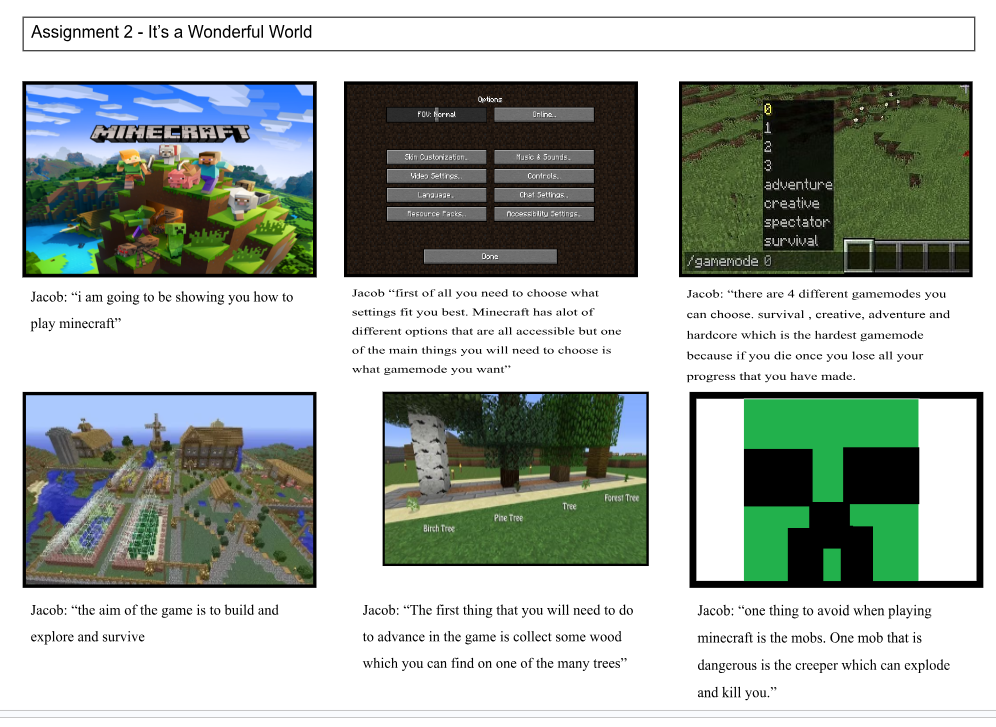 Assignment 2 - It's a Wonderful World
MINECRAFT
Jacob: “i am going to be showing you how to
play minecraft”
Options
FOV: Normal
Online...
Skin Customization...
Music & Sounds...
Video Settings...
Controls...
Language...
Chat Settings...
Resource Packs...
Accessibility Settings...
Done
Jacob “first of all you need to choose what
settings fit you best. Minecraft has alot of
different options that are all accessible but one
of the main things you will need to choose is
what gamemode you want”
0
1
2
3
adventure
creative
spectator
survival
/gamemode 0
Jacob: “there are 4 different gamemodes you
can choose. survival , creative, adventure and
hardcore which is the hardest gamemode
because if you die once you lose all your
progress that you have made.
Jacob: “the aim of the game is to build and
explore and survive
Birch Tree
Pine Tree
Tree
Forest Tree
Jacob: “The first thing that you will need to do
to advance in the game is collect some wood
which you can find on one of the many trees”
Jacob: “one thing to avoid when playing
minecraft is the mobs. One mob that is
dangerous is the creeper which can explode
and kill you.”